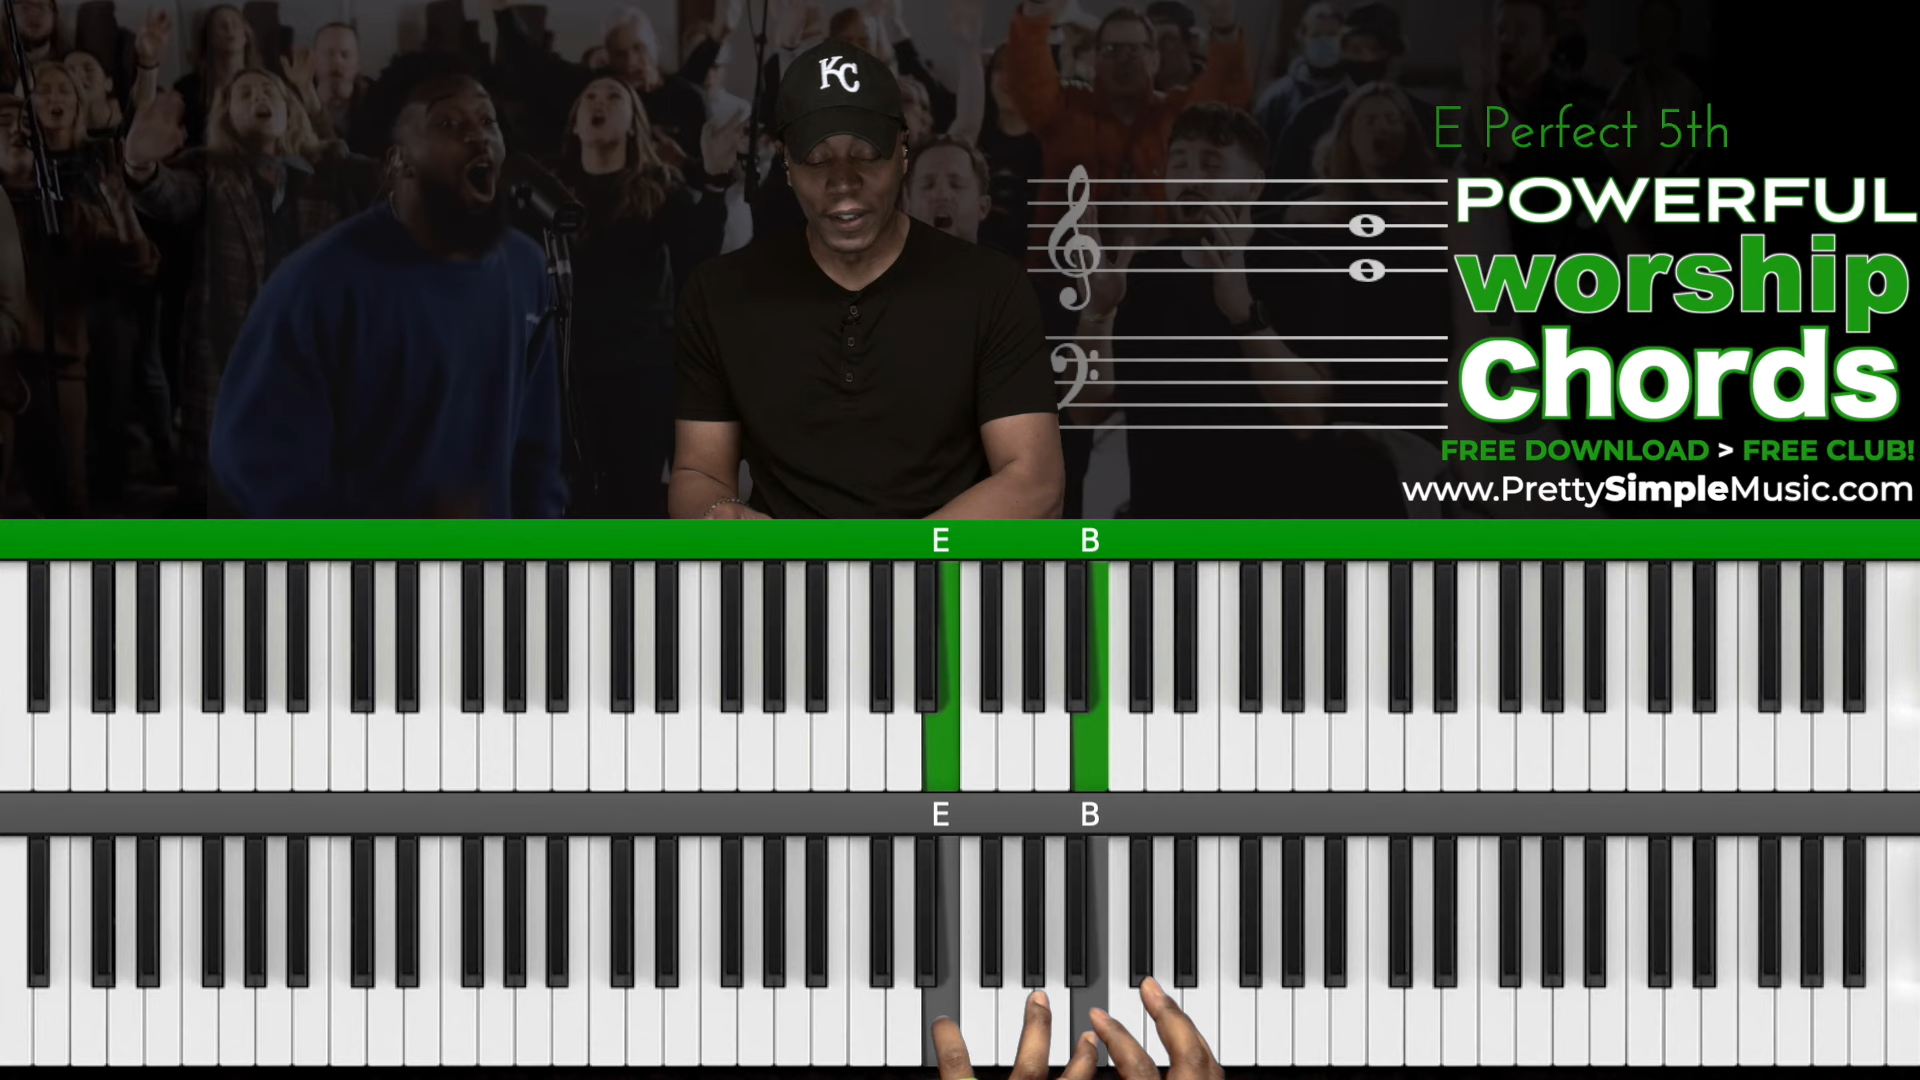 KC
E Perfect 5th
POWERFUL
worship
Chords
FREE DOWNLOAD > FREE CLUB!
www.PrettySimpleMusic.com
E B
E B